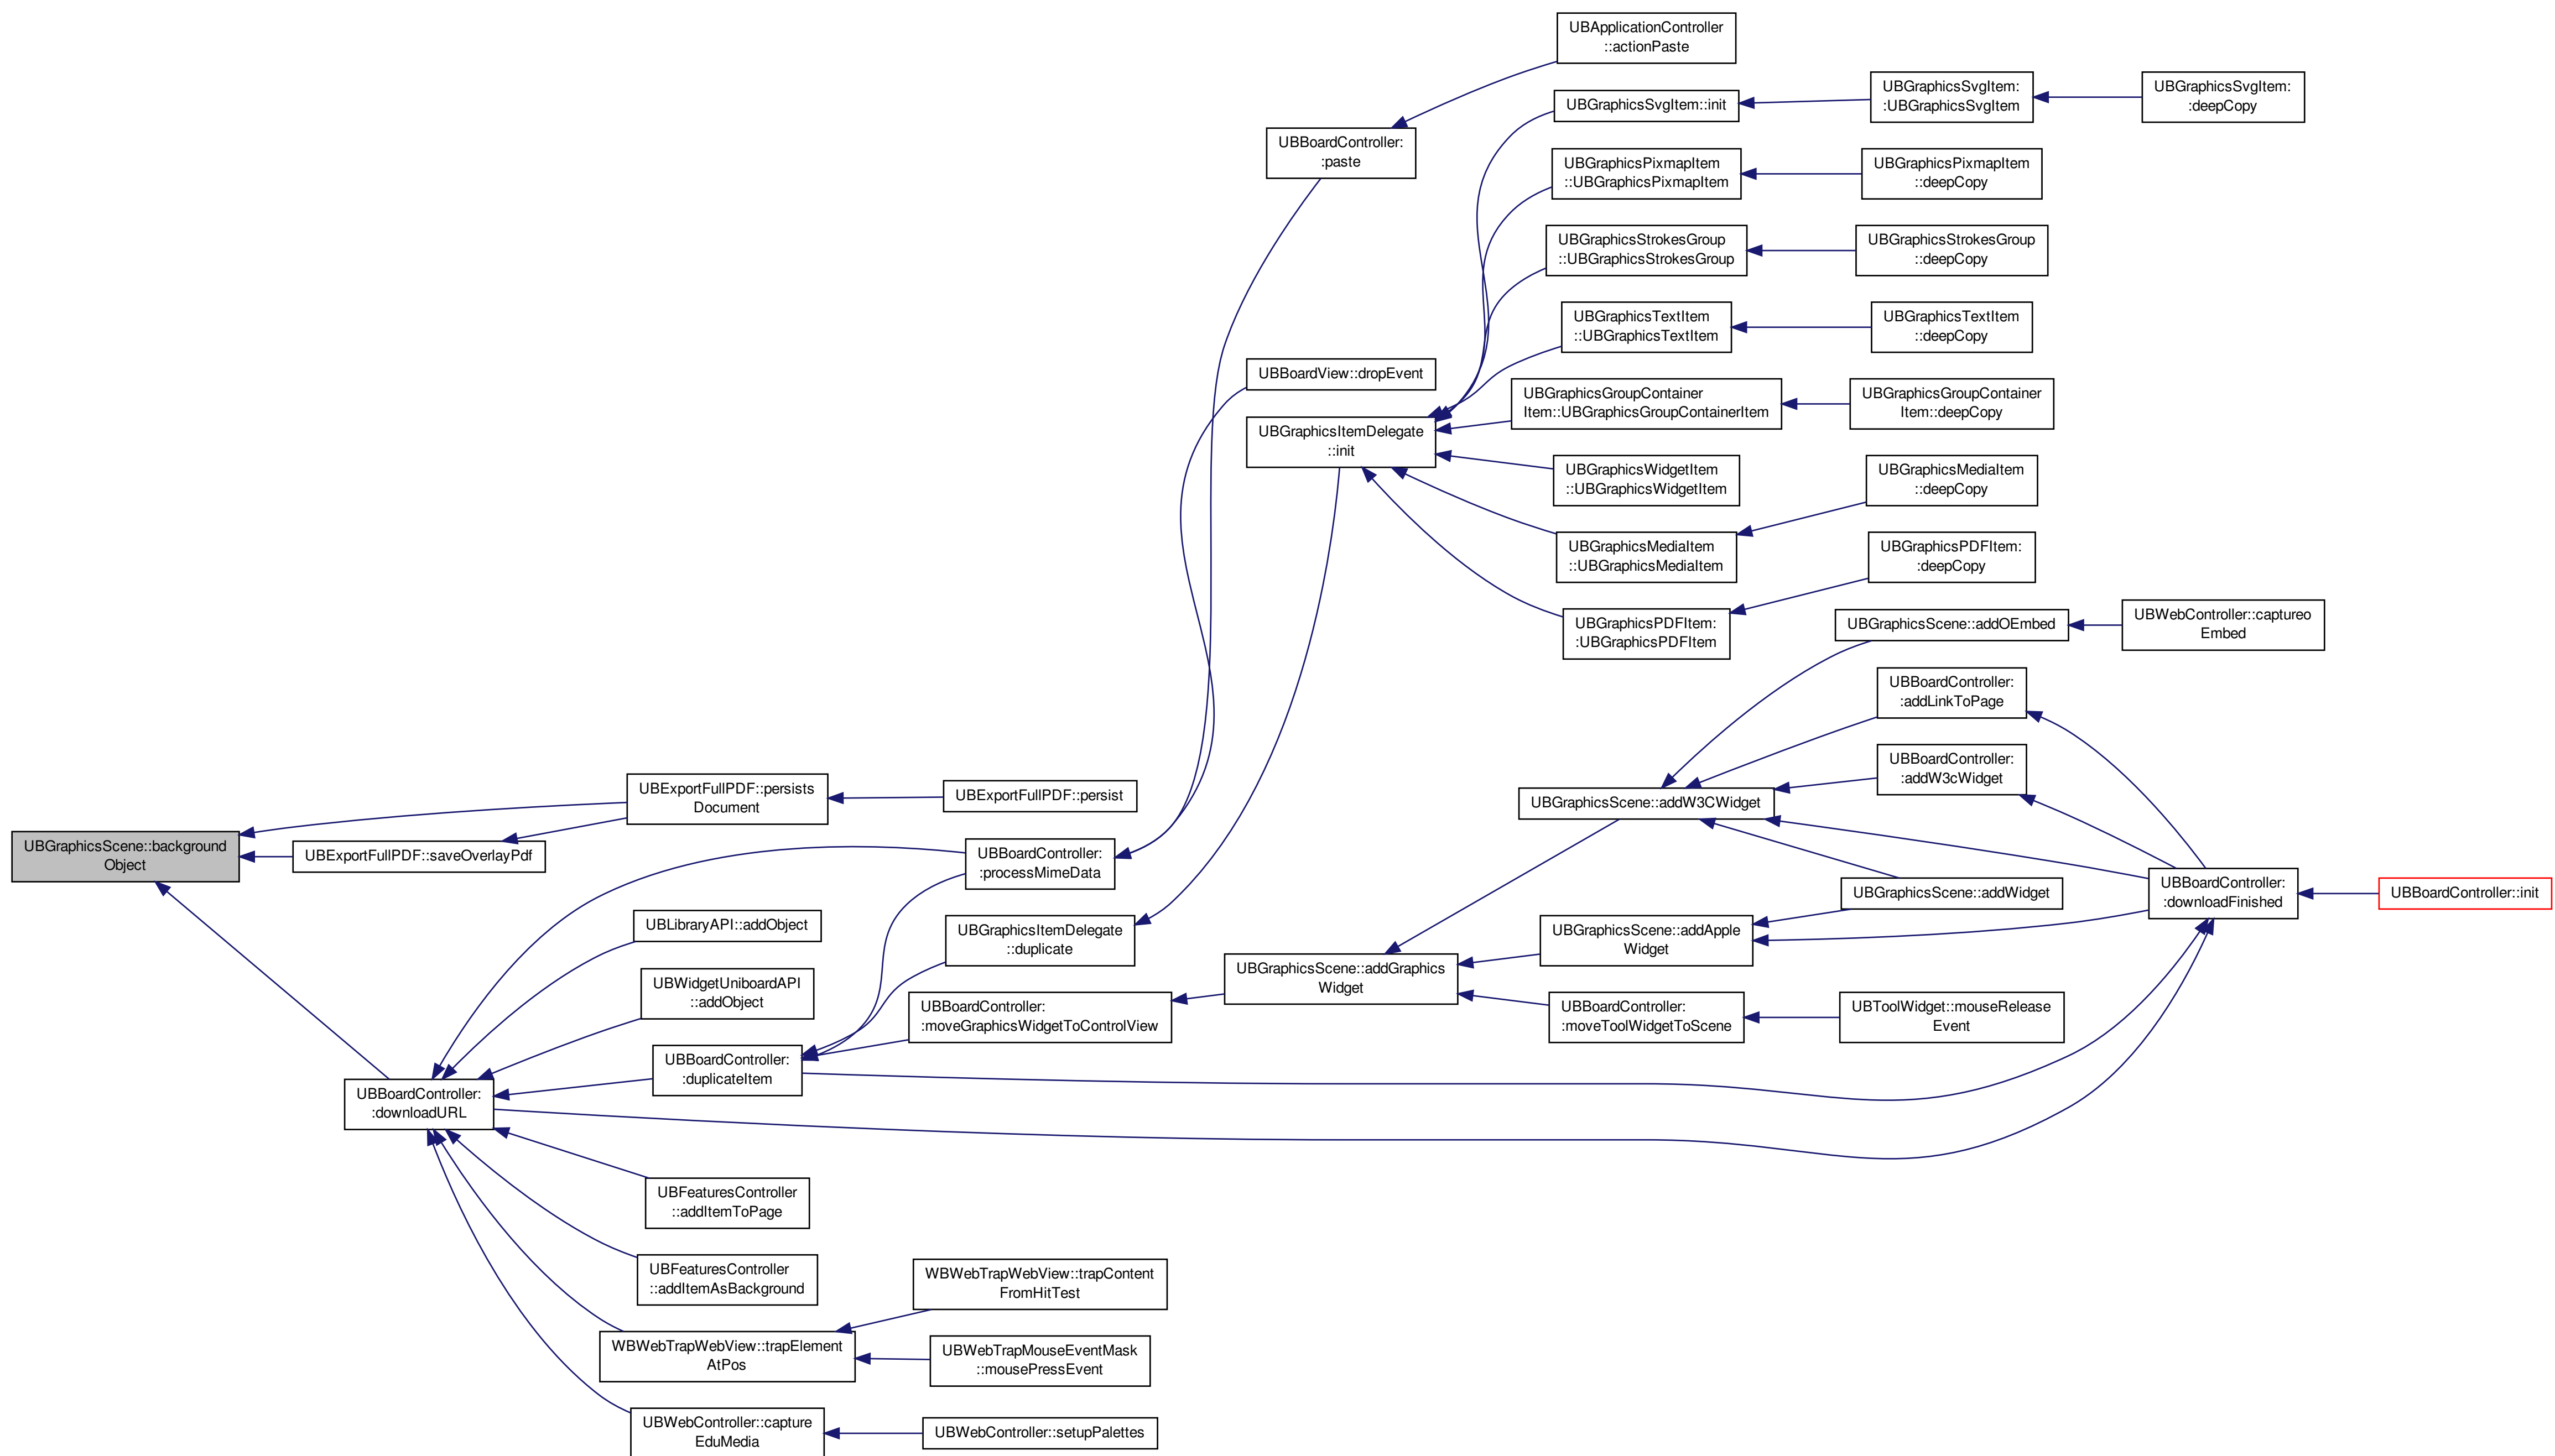 UBApplicationController
::actionPaste
UBGraphicsSvgItem::init
UBGraphicsSvgItem:
:UBGraphicsSvgItem
UBGraphicsSvgItem:
:deepCopy
UBBoardController:
:paste
UBGraphicsPixmapItem
::UBGraphicsPixmapItem
UBGraphicsPixmapItem
::deepCopy
UBGraphicsStrokesGroup
::UBGraphicsStrokesGroup
UBGraphicsStrokesGroup
::deepCopy
UBGraphicsTextItem
::UBGraphicsTextItem
UBGraphicsTextItem
::deepCopy
UBBoardView::dropEvent
UBGraphicsGroupContainer
Item::UBGraphicsGroupContainerItem
UBGraphicsGroupContainer
Item::deepCopy
UBGraphicsItemDelegate
::init
UBGraphicsWidgetItem
::UBGraphicsWidgetItem
UBGraphicsMediaItem
::deepCopy
UBGraphicsMediaItem
::UBGraphicsMediaItem
UBGraphicsPDFItem:
:deepCopy
UBGraphicsPDFItem:
:UBGraphicsPDFItem
UBGraphicsScene::addOEmbed
UBWebController::captureo
Embed
UBBoardController:
:addLinkToPage
UBBoardController:
:addW3cWidget
UBGraphicsScene::addW3CWidget
UBExportFullPDF::persists
Document
UBExportFullPDF::persist
UBGraphicsScene::background
Object
UBExportFullPDF::saveOverlayPdf
UBBoardController:
:processMimeData
UBGraphicsScene::addWidget
UBBoardController:
:downloadFinished
UBBoardController::init
UBLibraryAPI::addObject
UBGraphicsItemDelegate
::duplicate
UBGraphicsScene::addApple
Widget
UBGraphicsScene::addGraphics
Widget
UBWidgetUniboardAPI
::addObject
UBBoardController:
:moveGraphicsWidgetToControlView
UBBoardController:
:moveToolWidgetToScene
UBToolWidget::mouseRelease
Event
UBBoardController:
:duplicateItem
UBBoardController:
:downloadURL
UBFeaturesController
::addItemToPage
UBFeaturesController
::addItemAsBackground
WBWebTrapWebView::trapContent
FromHitTest
WBWebTrapWebView::trapElement
AtPos
UBWebTrapMouseEventMask
::mousePressEvent
UBWebController::capture
EduMedia
UBWebController::setupPalettes